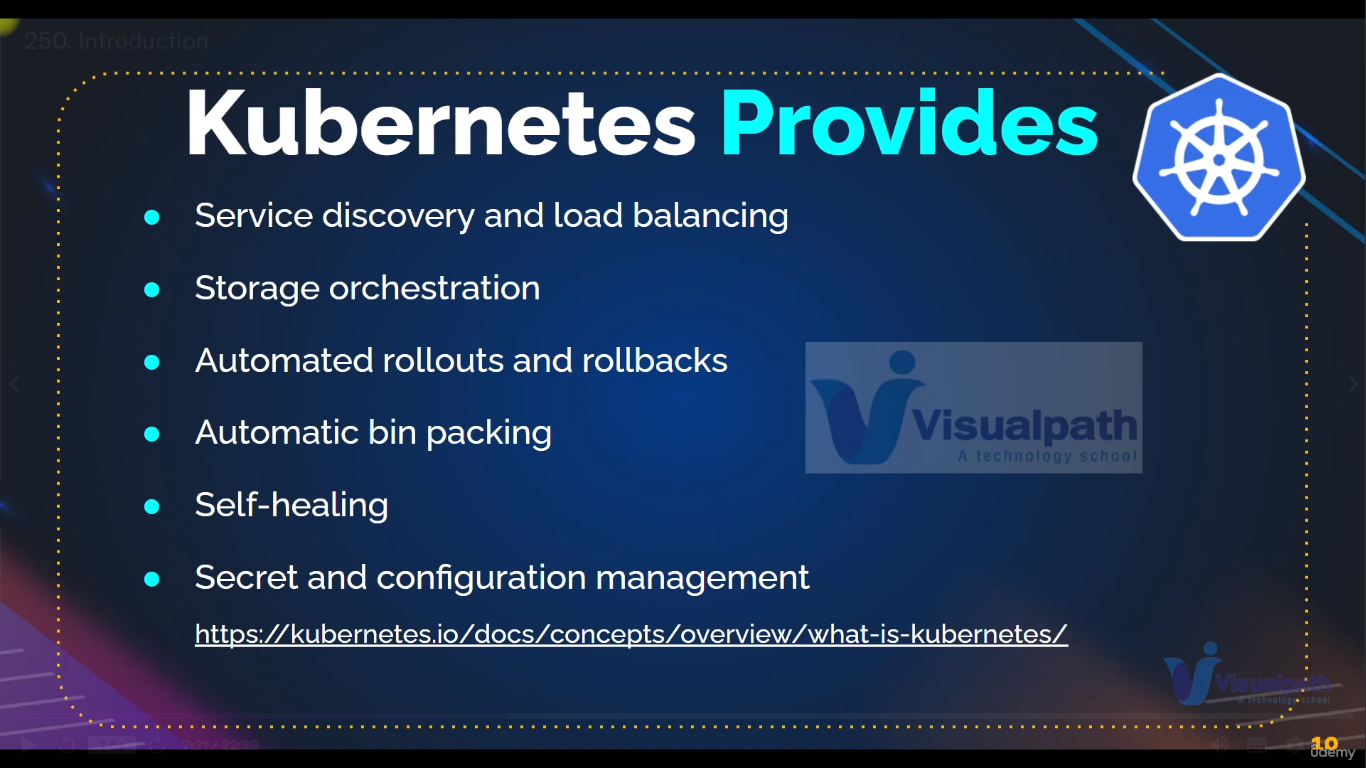 250. Introduction
Kubernetes Provides
Service discovery and load balancing
Storage orchestration
Automated rollouts and rollbacks
Automatic bin packing
Visualpath
A technology school
Self-healing
Secret and configuration management
https://kubernetes.io/docs/concepts/overview/what-is-kubernetes/
Visualpath
A technology school
7:21 / 22:39
10
udemy